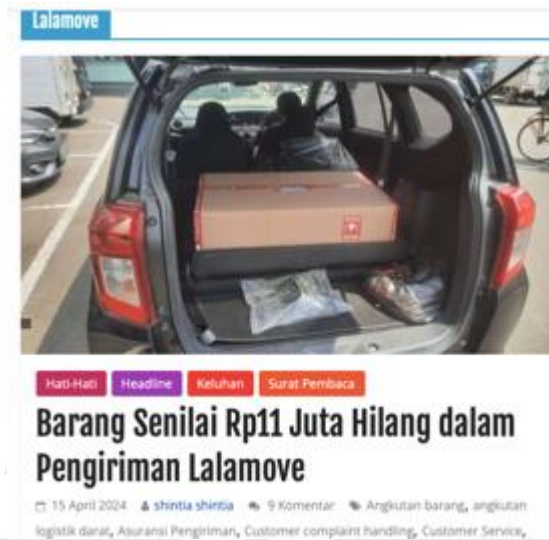 Lalamove
Hati-Hati Headline Keluhan Surat Pembaca
Barang Senilai Rp11 Juta Hilang dalam
Pengiriman Lalamove
15 April 2024 shintia shintia 9 Komentar Angkutan barang, angkutan
logistik darat, Asuransi Pengiriman, Customer complaint handling, Customer Service,